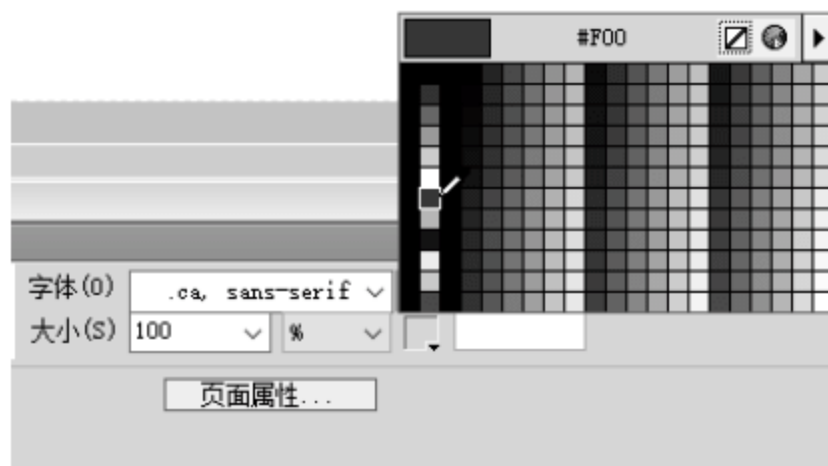 #F00
字体(O)
.ca, sans-serif
大小(S)
100
%
页面属性...